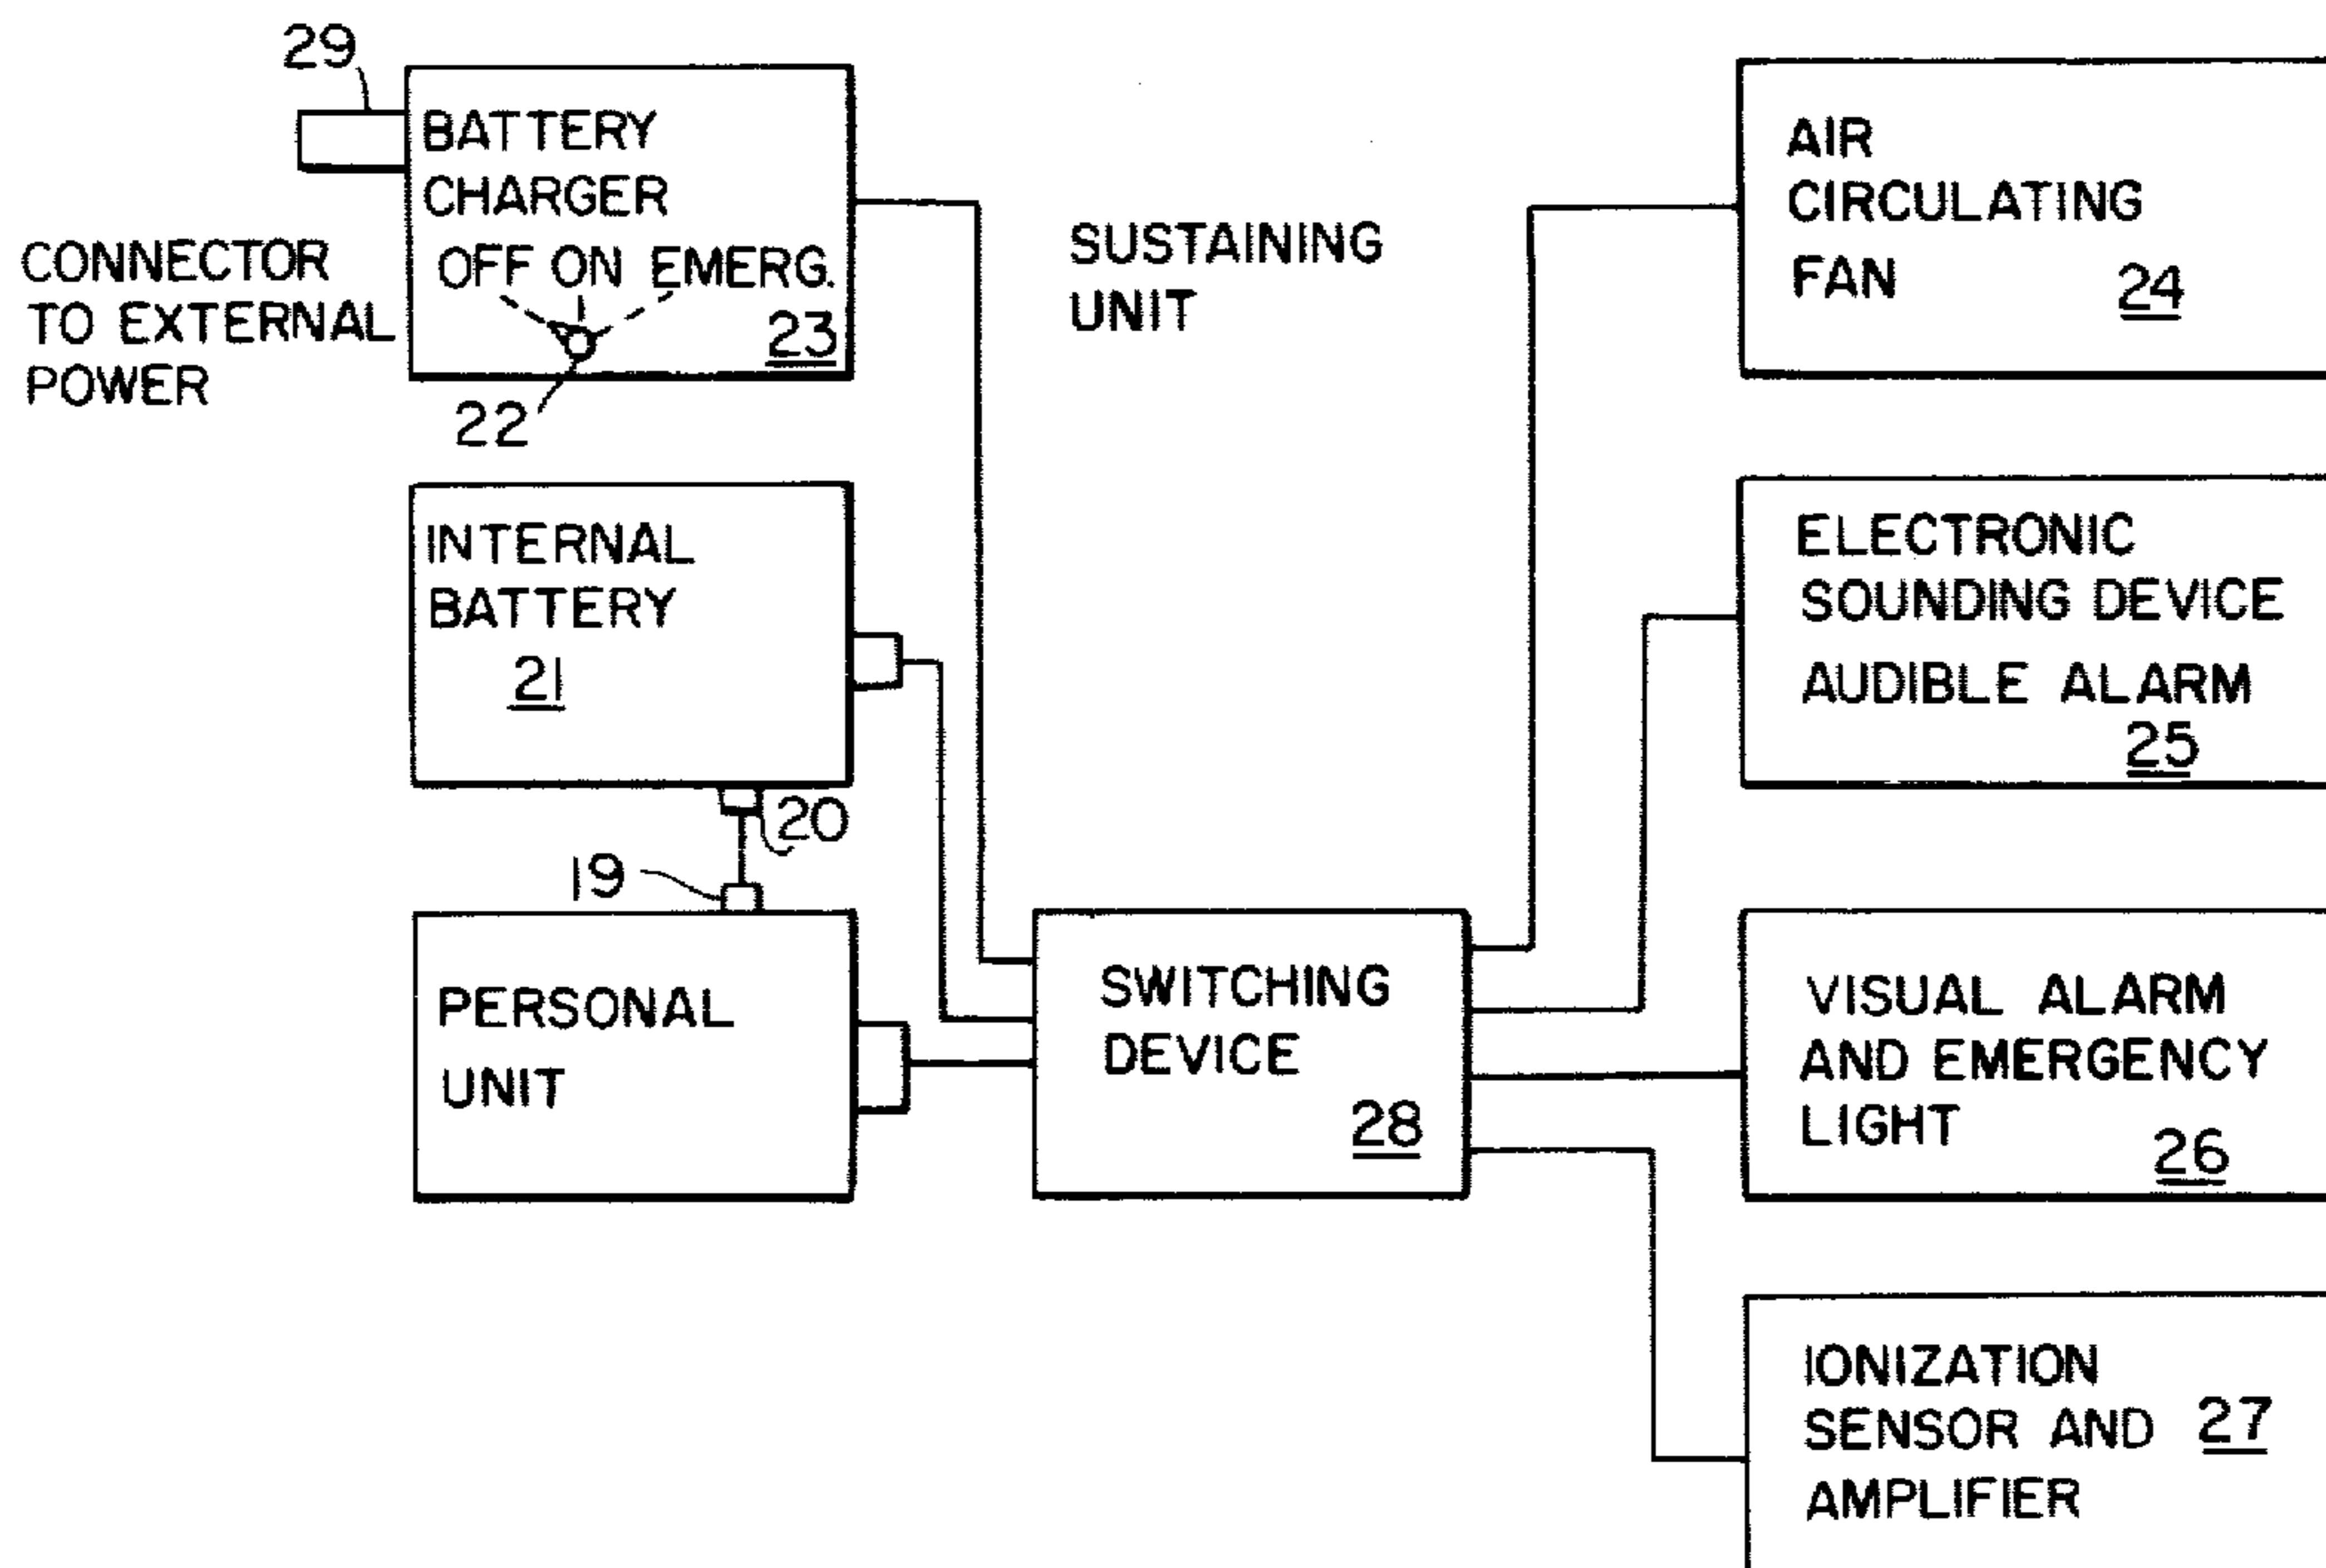 29
BATTERY
CHARGER
OFF ON EMERG.
23
22
CONNECTOR
TO EXTERNAL
POWER
INTERNAL
BATTERY
21
20
19
PERSONAL
UNIT
SUSTAINING
UNIT
SWITCHING
DEVICE
28
AIR
CIRCULATING
FAN
24
ELECTRONIC
SOUNDING DEVICE
AUDIBLE ALARM
25
VISUAL ALARM
AND EMERGENCY
LIGHT
26
IONIZATION
SENSOR AND 27
AMPLIFIER